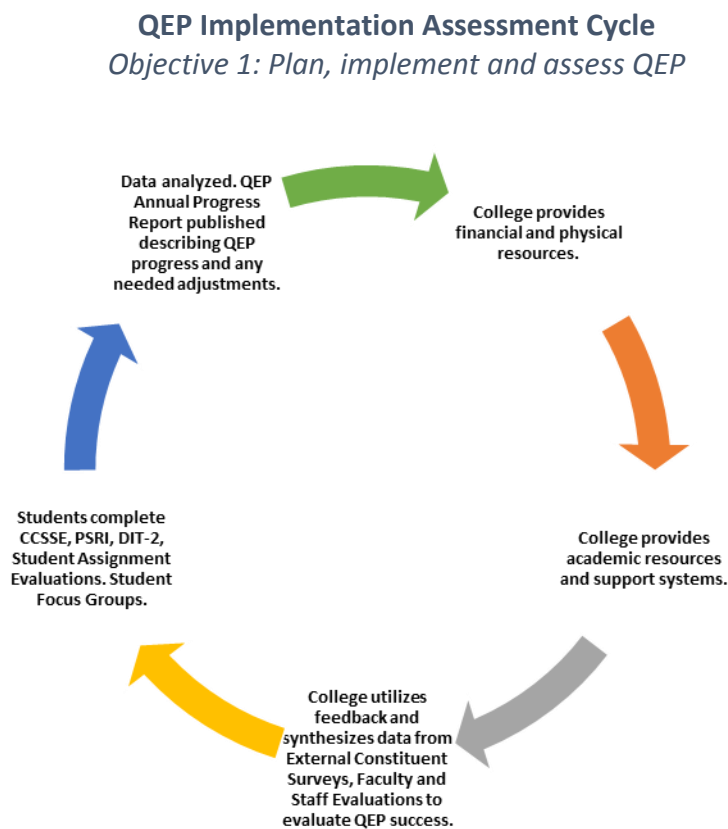 QEP Implementation Assessment Cycle
Objective 1: Plan, implement and assess QEP
Data analyzed. QEP
Annual Progress
Report published
describing QEP
progress and any
needed adjustments.
College provides
financial and physical
resources.
College provides
academic resources
and support systems.
College utilizes
feedback and
synthesizes data from
External Constituent
Surveys, Faculty and
Staff Evaluations to
evaluate QEP success.
Students complete
CCSSE, PSRI, DIT-2,
Student Assignment
Evaluations. Student
Focus Groups.